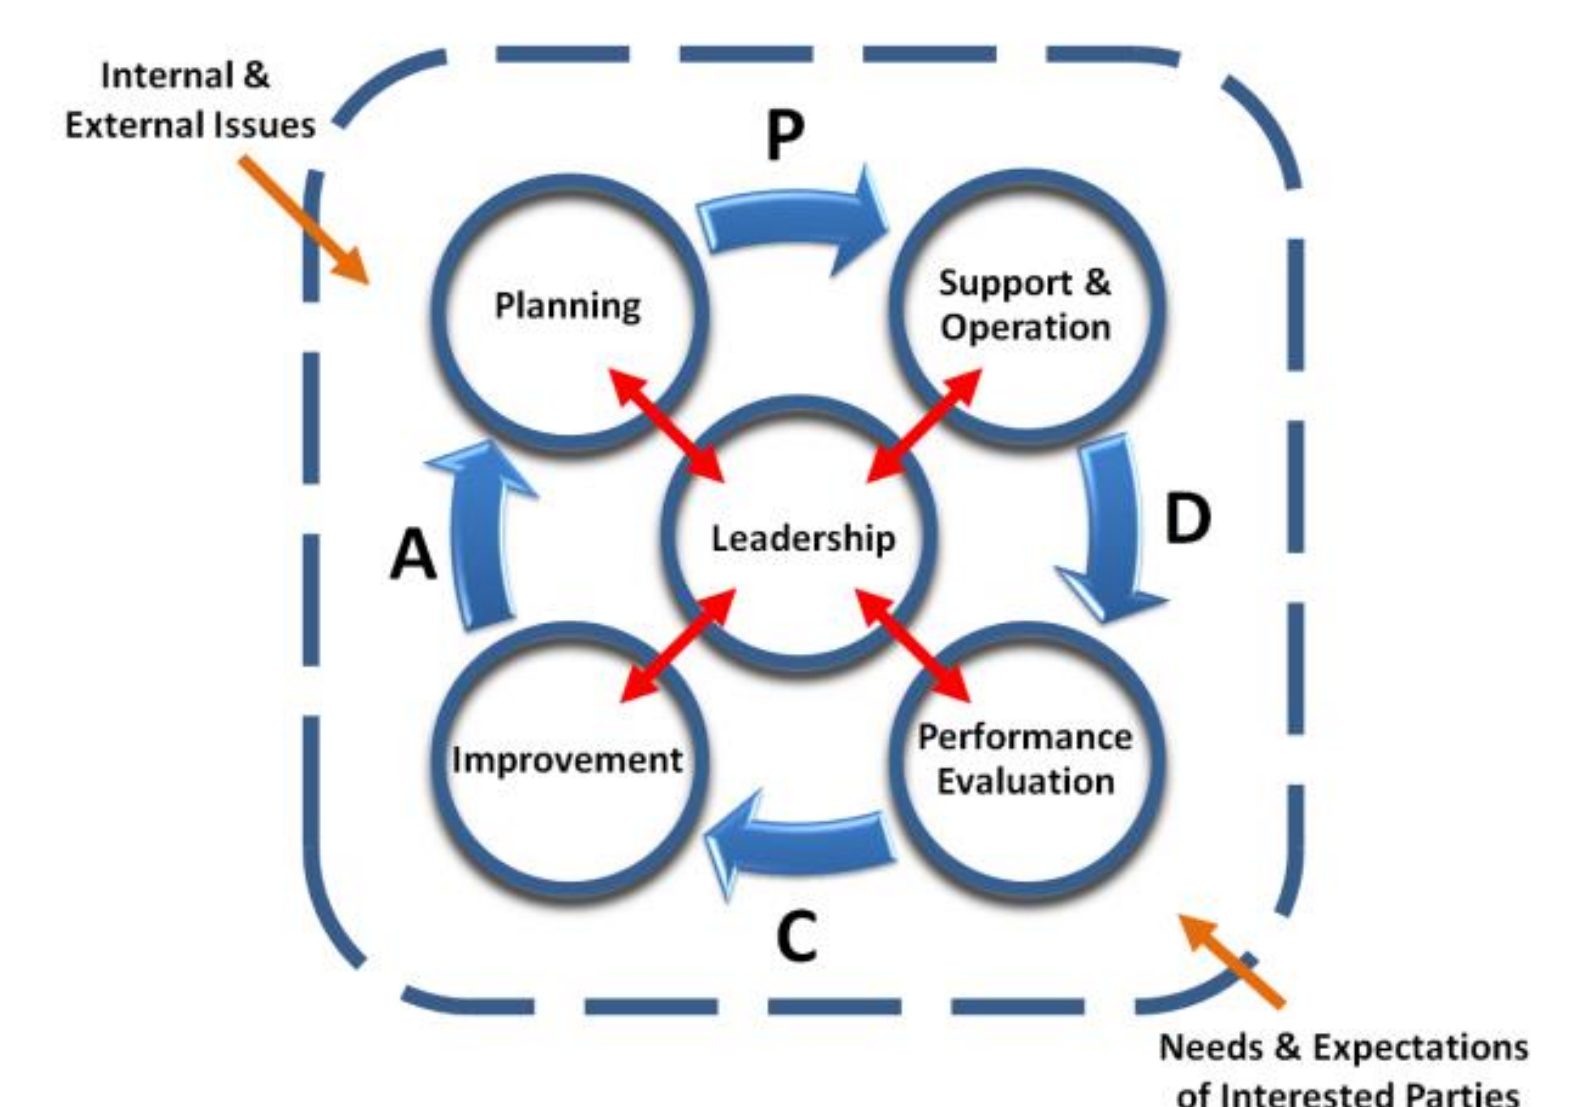 Internal &
External Issues
P
Planning
Support &
Operation
Leadership
A
D
Improvement
Performance
Evaluation
C
Needs & Expectations
of Interested Parties